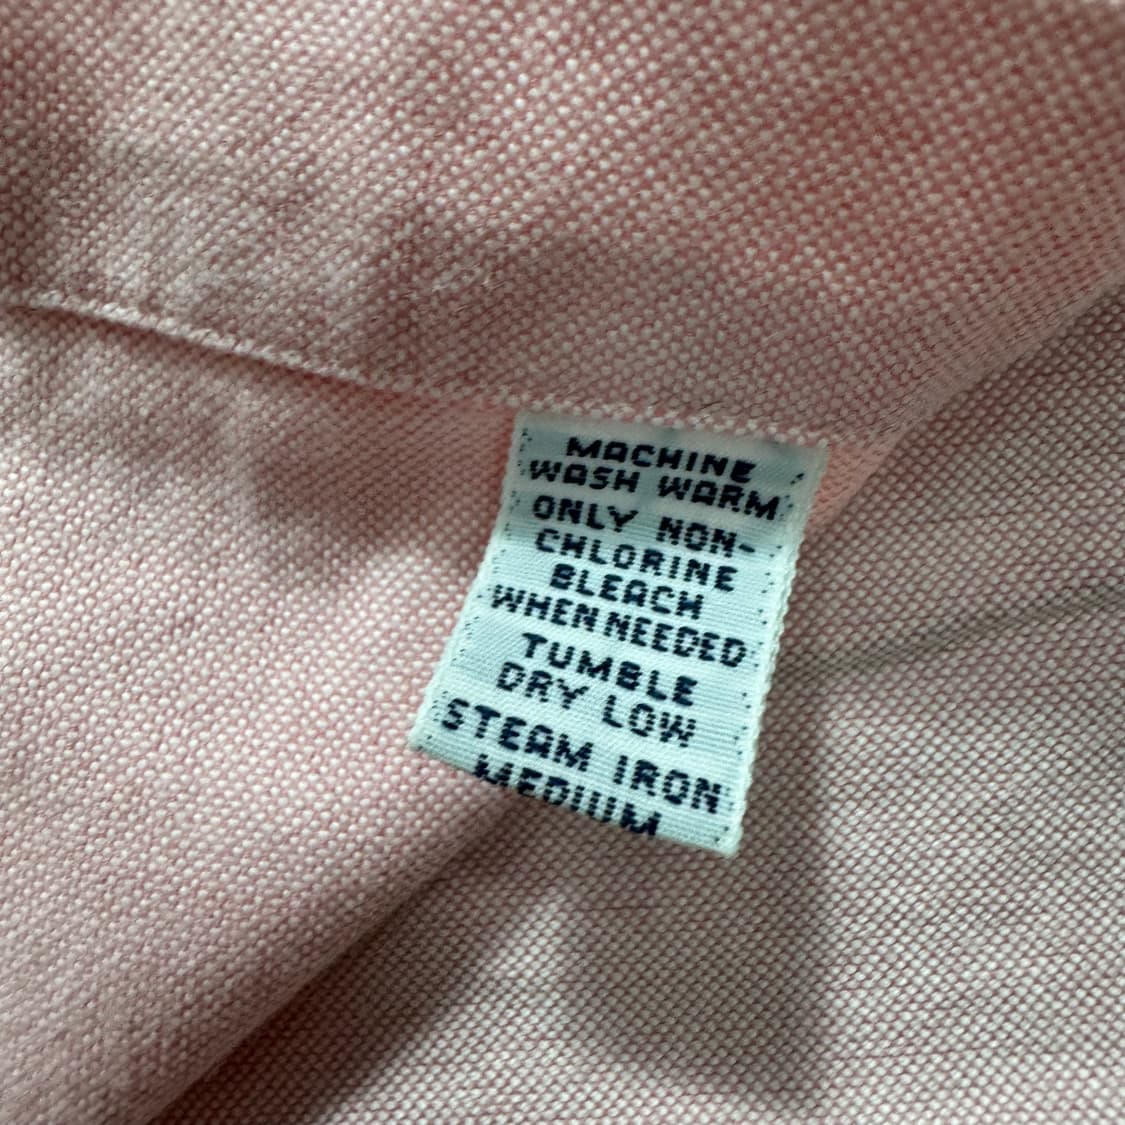 MACHINE
WASH WARM
ONLY NON-
CHLORINE
BLEACH
WHEN NEEDED
TUMBLE
DRY LOW
STEAM IRON
MEDIUM